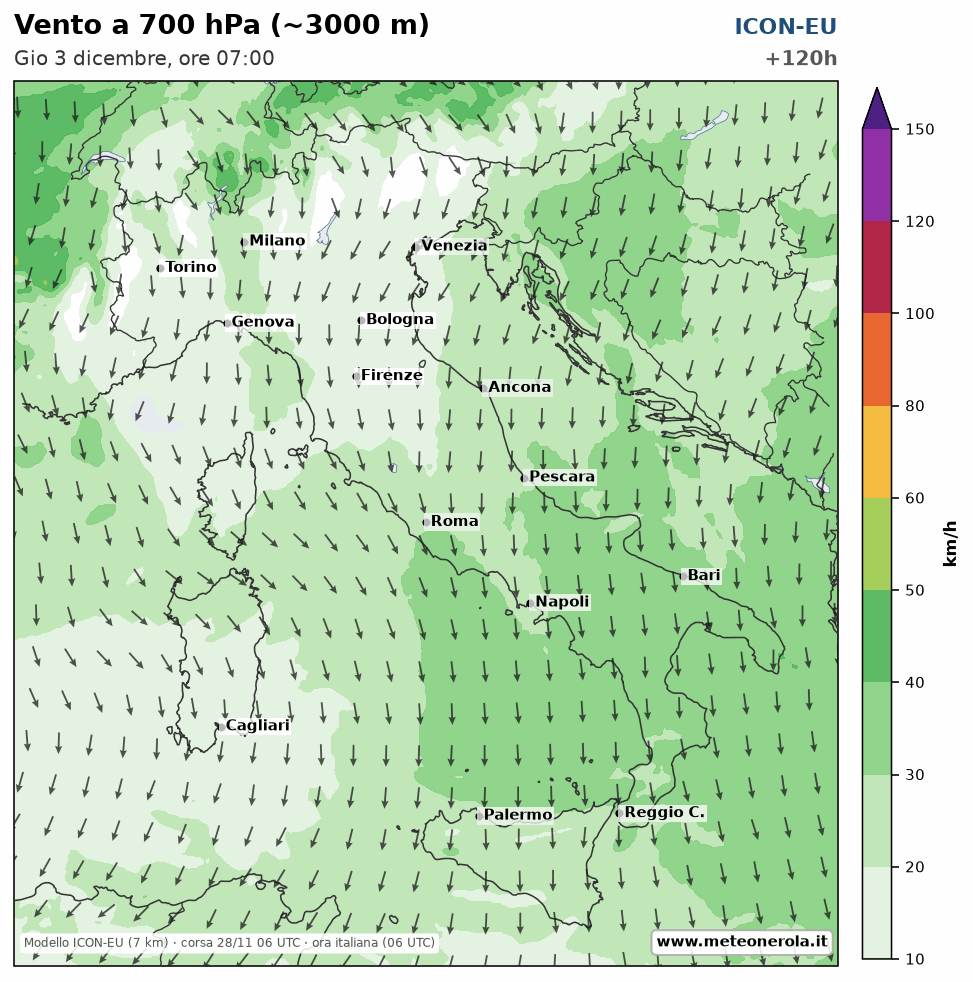 Vento a 700 hPa (~3000 m)
ICON-EU
Gio 3 dicembre, ore 07:00
+120h
Milano
Venezia
Torino
Genova
Bologna
Firenze
Ancona
Pescara
Roma
Bari
Napoli
Cagliari
Palermo
Reggio C.
150
120
100
80
60
50
40
30
20
10
km/h
Modello ICON-EU (7 km) · corsa 28/11 06 UTC · ora italiana (06 UTC)
www.meteonerola.it